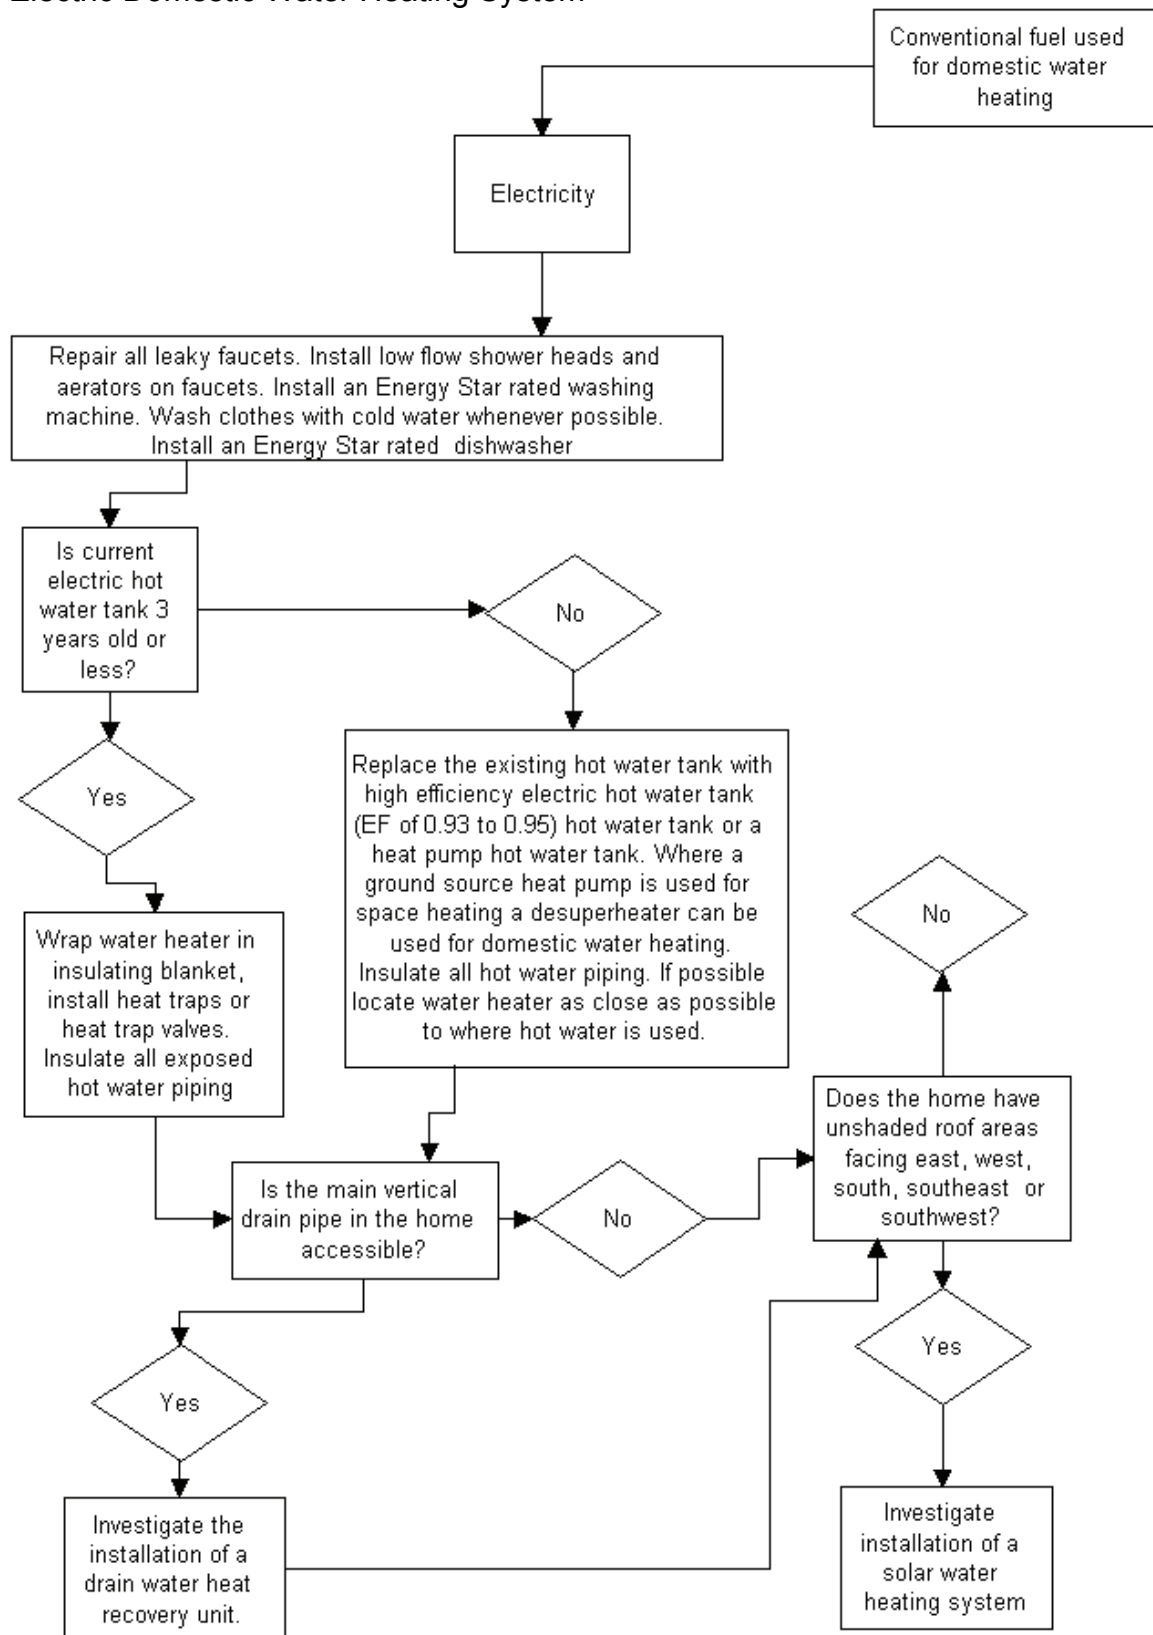 Electric Domestic Water Heating System
Conventional fuel used
for domestic water
heating
Electricity
Repair all leaky faucets. Install low flow shower heads and
aerators on faucets. Install an Energy Star rated washing
machine. Wash clothes with cold water whenever possible.
Install an Energy Star rated dishwasher
Is current
electric hot
water tank 3
years old or
less?
No
Yes
Replace the existing hot water tank with
high efficiency electric hot water tank
(EF of 0.93 to 0.95) hot water tank or a
heat pump hot water tank. Where a
ground source heat pump is used for
space heating a desuperheater can be
used for domestic water heating.
Insulate all hot water piping. If possible
locate water heater as close as possible
to where hot water is used.
Wrap water heater in
insulating blanket,
install heat traps or
heat trap valves.
Insulate all exposed
hot water piping
No
Does the home have
unshaded roof areas
facing east, west,
south, southeast or
southwest?
Is the main vertical
drain pipe in the home
accessible?
No
Yes
Yes
Investigate the
installation of a
drain water heat
recovery unit.
Investigate
installation of a
solar water
heating system